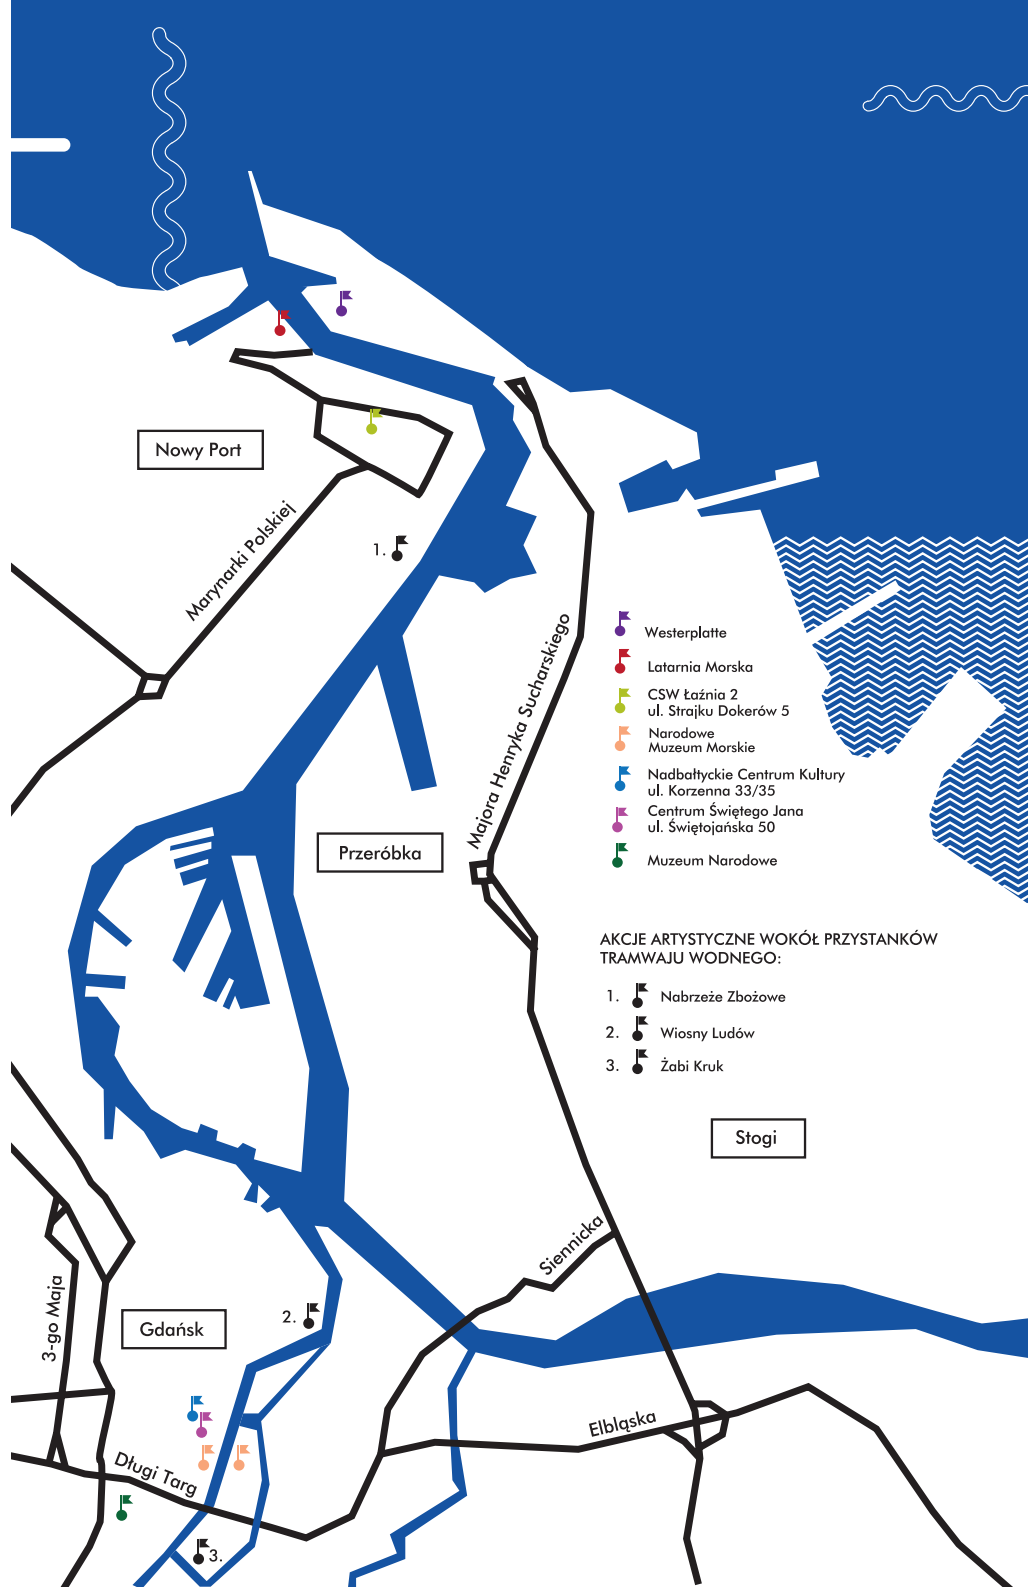 Nowy Port
Marynarki Polskiej
1.
Majora Henryka Sucharskiego
Westerplatte
Latarnia Morska
CSW Łaźnia 2
ul. Strajku Dokerów 5
Narodowe
Muzeum Morskie
Nadbałtyckie Centrum Kultury
ul. Korzenna 33/35
Centrum Świętego Jana
ul. Świętojańska 50
Muzeum Narodowe
Przeróbka
AKCJE ARTYSTYCZNE WOKÓŁ PRZYSTANKÓW
TRAMWAJU WODNEGO:
1. Nabrzeże Zbożowe
2. Wiosny Ludów
3. Żabi Kruk
Stogi
Siennicka
3-go Maja
2.
Gdańsk
Elbląska
Długi Targ
3.